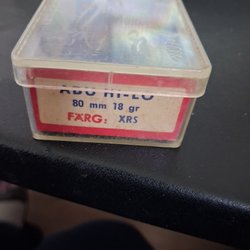 ABU HI-LO
80 mm 18 gr
FÄRG: XRS